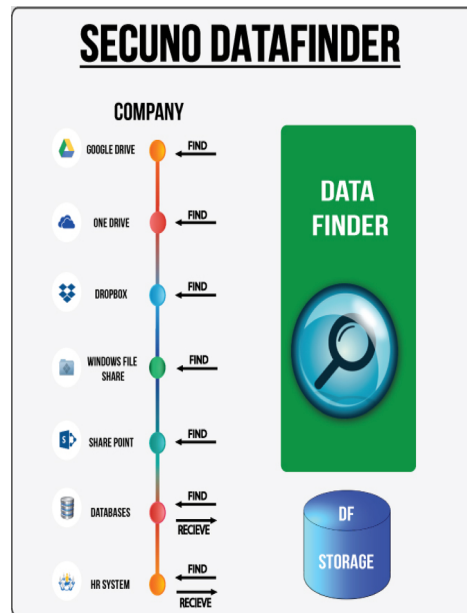 SECUNO DATAFINDER
COMPANY
GOOGLE DRIVE
FIND
ONE DRIVE
FIND
DROPBOX
FIND
WINDOWS FILE
SHARE
FIND
SHARE POINT
FIND
DATABASES
FIND
RECIEVE
HR SYSTEM
FIND
RECIEVE
DATA
FINDER
DF
STORAGE